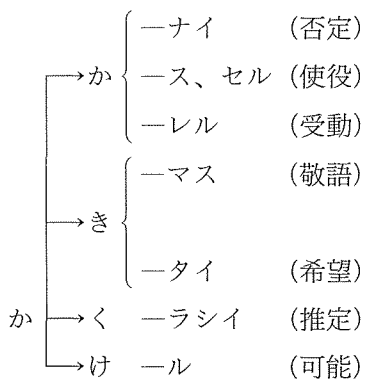 か ―ナイ (否定)
―ス、セル (使役)
―レル (受動)
き ―マス (敬語)
―タイ (希望)
か く ―ラシイ (推定)
け ―ル (可能)